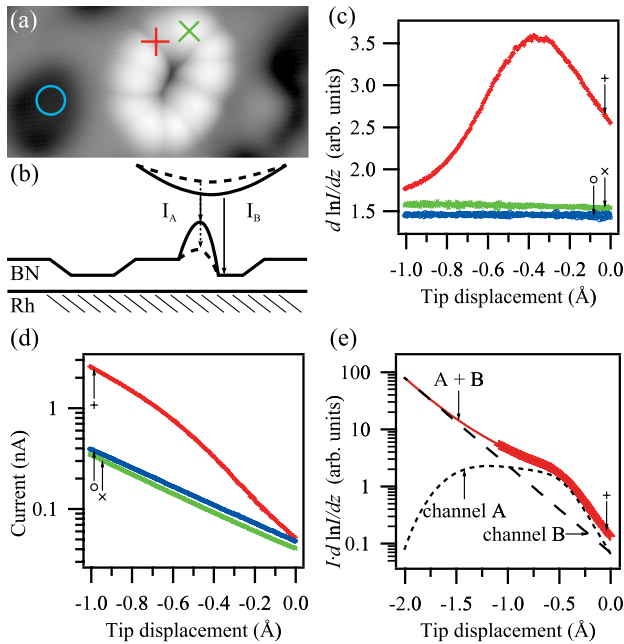 (a)
(b)
I_A
I_B
BN
Rh
(c)
d lnI/dz (arb. units)
3.5
3.0
2.5
2.0
1.5
+
○ ×
-1.0 -0.8 -0.6 -0.4 -0.2 0.0
Tip displacement (Å)
(d)
Current (nA)
1
0.1
+
○ ×
-1.0 -0.8 -0.6 -0.4 -0.2 0.0
Tip displacement (Å)
(e)
I·d lnI/dz (arb. units)
100
10
1
0.1
A + B
channel A
channel B
+
-2.0 -1.5 -1.0 -0.5 0.0
Tip displacement (Å)